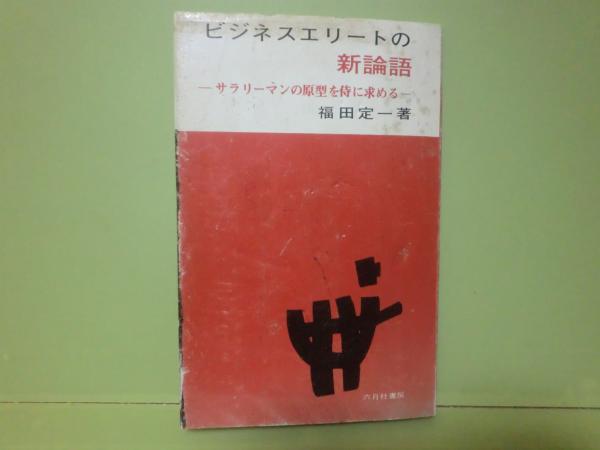 ビジネスエリートの
新論語
―サラリーマンの原型を侍に求める―
福田定一著
六月社書房